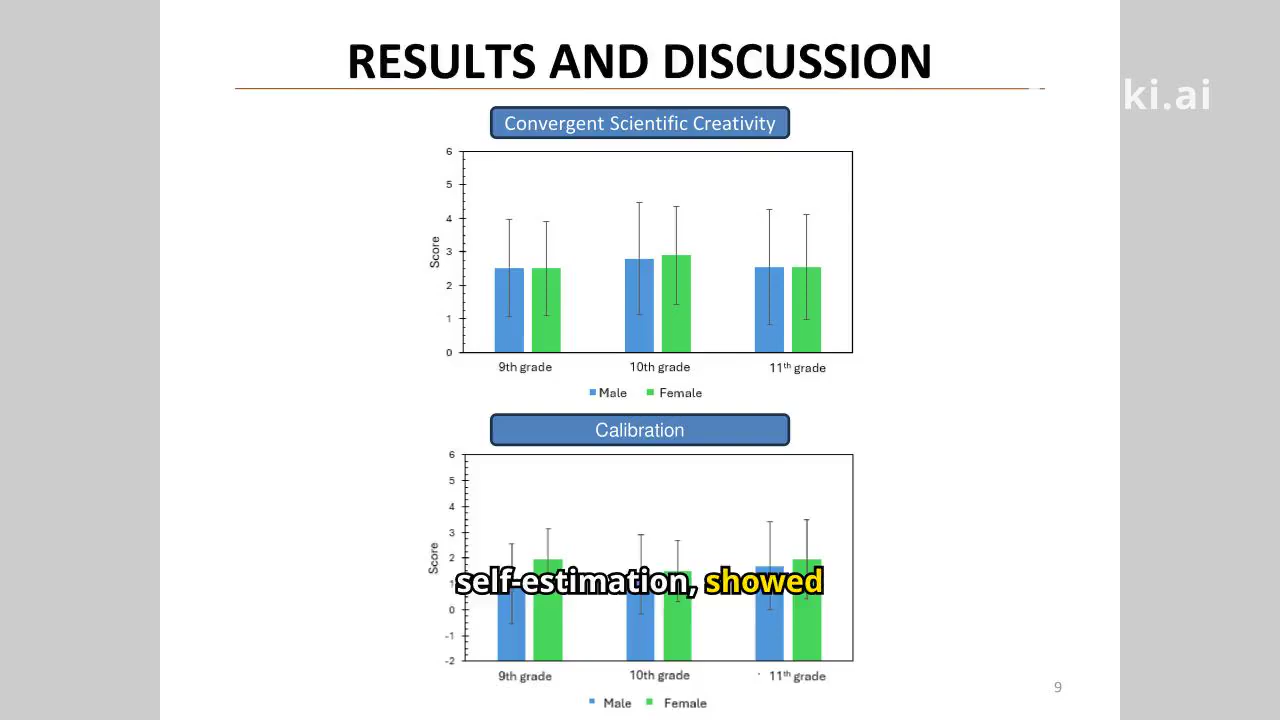 RESULTS AND DISCUSSION
ki.ai
Convergent Scientific Creativity
6
5
4
3
2
1
0
Score
9th grade
10th grade
11th grade
Male
Female
Calibration
6
5
4
3
2
1
0
-1
-2
Score
self-estimation, showed
9th grade
10th grade
11th grade
Male
Female
9